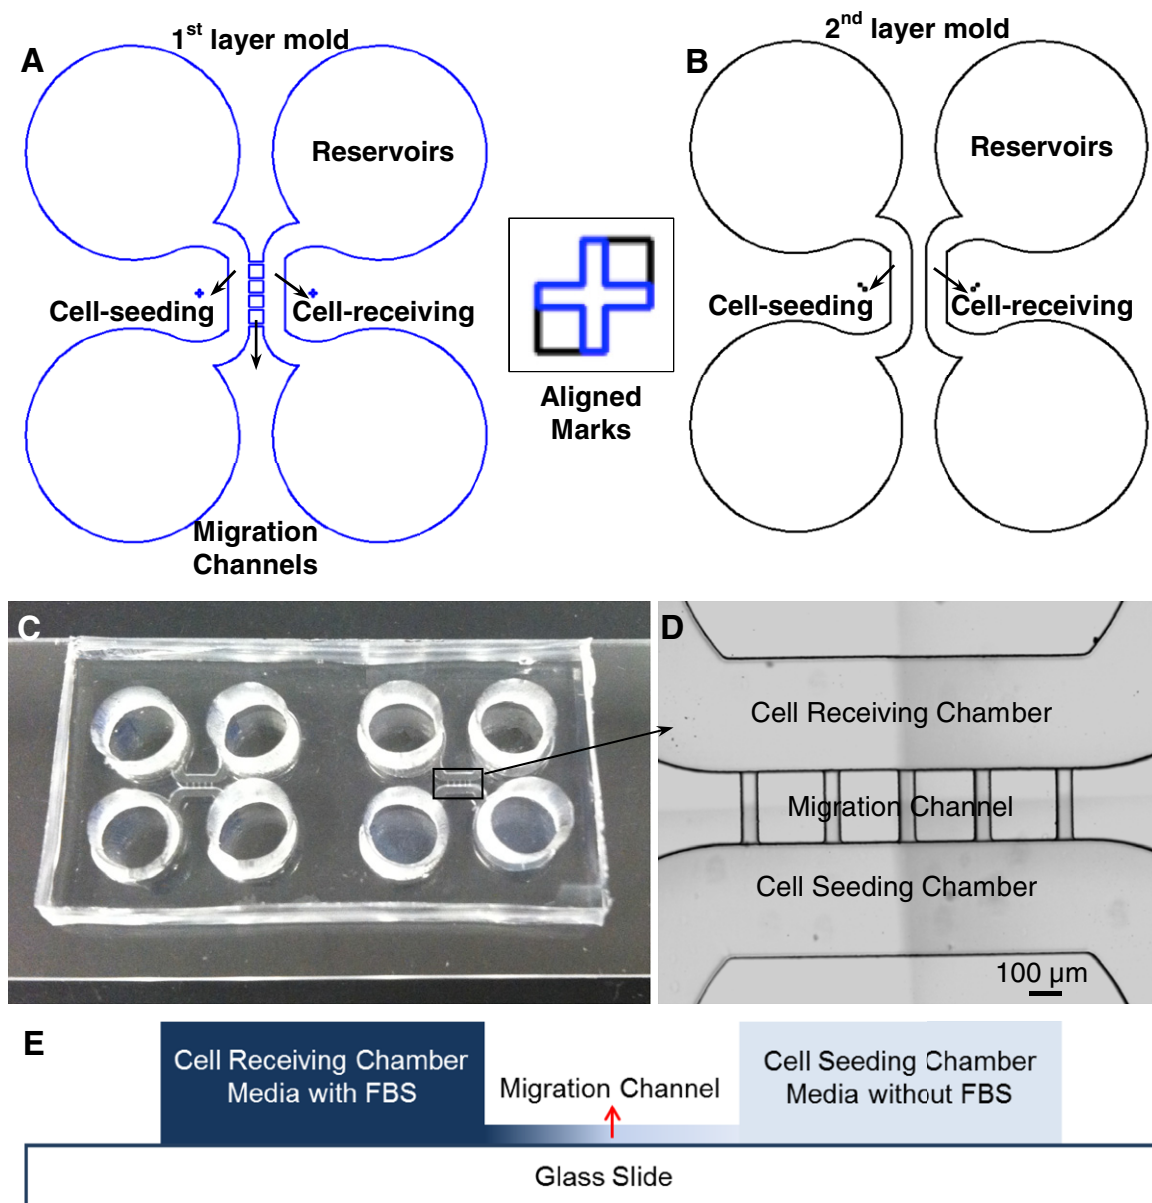 A
1st layer mold
Reservoirs
Cell-seeding
Cell-receiving
Migration
Channels
Aligned
Marks
B
2nd layer mold
Reservoirs
Cell-seeding
Cell-receiving
C
D
Cell Receiving Chamber
Migration Channel
Cell Seeding Chamber
100 µm
E
Cell Receiving Chamber
Media with FBS
Migration Channel
Cell Seeding Chamber
Media without FBS
Glass Slide